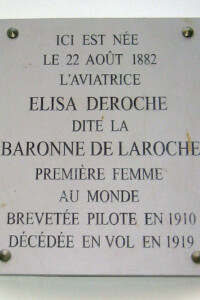 ICI EST NÉE
LE 22 AOÛT 1882
L'AVIATRICE
ELISA DEROCHE
DITE LA
BARONNE DE LAROCHE
PREMIÈRE FEMME
AU MONDE
BREVETÉE PILOTE EN 1910
DÉCÉDÉE EN VOL EN 1919